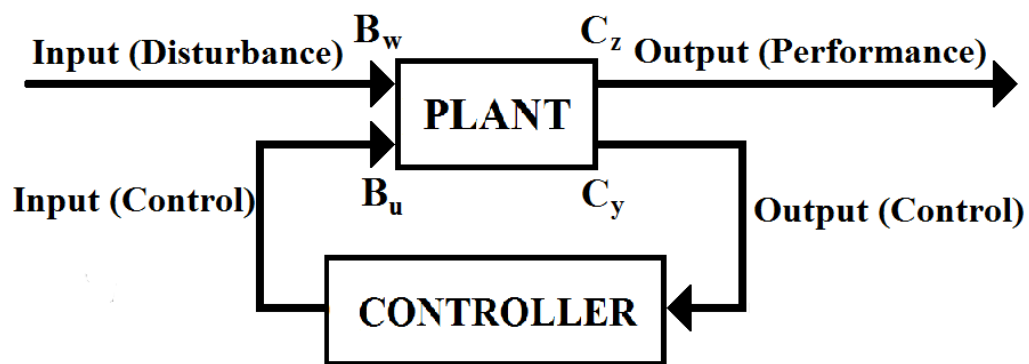 B_w
C_z
Input (Disturbance)
Output (Performance)
PLANT
Input (Control)
B_u
C_y
Output (Control)
CONTROLLER